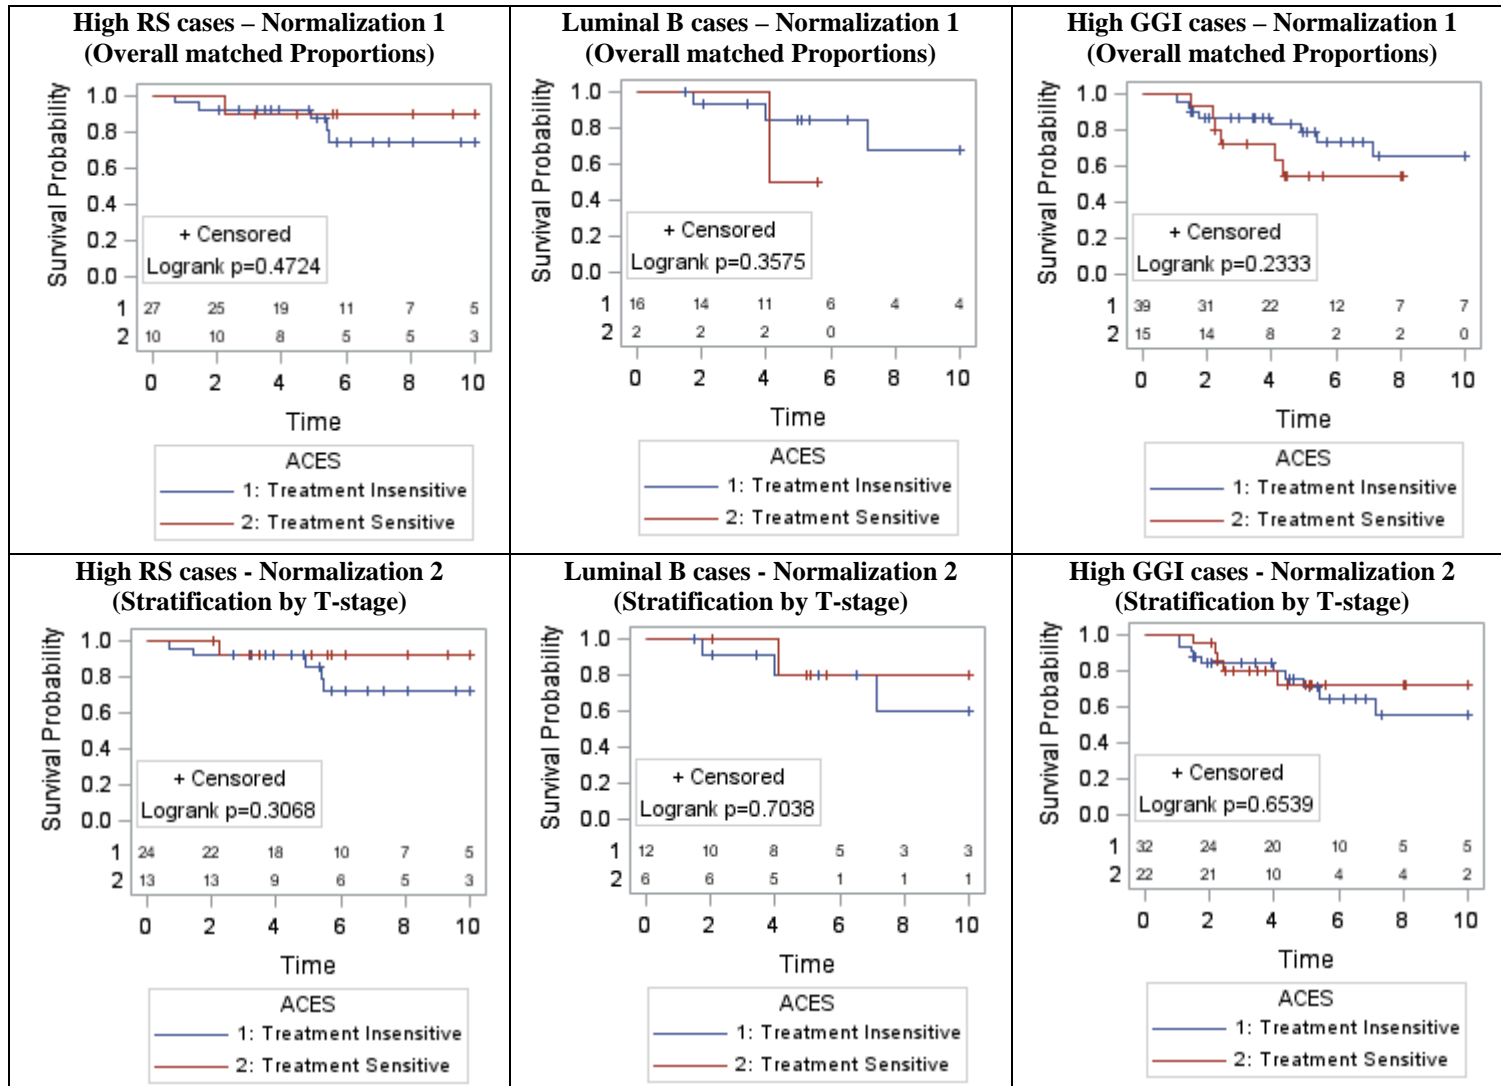 High RS cases – Normalization 1
(Overall matched Proportions)
Survival Probability
1.0
0.8
0.6
0.4
0.2
0.0
+ Censored
Logrank p=0.4724
1 27 25 19 11 7 5
2 10 10 8 5 5 3
0 2 4 6 8 10
Time
ACES
1: Treatment Insensitive
2: Treatment Sensitive
Luminal B cases – Normalization 1
(Overall matched Proportions)
Survival Probability
1.0
0.8
0.6
0.4
0.2
0.0
+ Censored
Logrank p=0.3575
1 16 14 11 6 4 4
2 2 2 2 0
0 2 4 6 8 10
Time
ACES
1: Treatment Insensitive
2: Treatment Sensitive
High GGI cases – Normalization 1
(Overall matched Proportions)
Survival Probability
1.0
0.8
0.6
0.4
0.2
0.0
+ Censored
Logrank p=0.2333
1 39 31 22 12 7 7
2 15 14 8 2 2 0
0 2 4 6 8 10
Time
ACES
1: Treatment Insensitive
2: Treatment Sensitive
High RS cases - Normalization 2
(Stratification by T-stage)
Survival Probability
1.0
0.8
0.6
0.4
0.2
0.0
+ Censored
Logrank p=0.3068
1 24 22 18 10 7 5
2 13 13 9 6 5 3
0 2 4 6 8 10
Time
ACES
1: Treatment Insensitive
2: Treatment Sensitive
Luminal B cases - Normalization 2
(Stratification by T-stage)
Survival Probability
1.0
0.8
0.6
0.4
0.2
0.0
+ Censored
Logrank p=0.7038
1 12 10 8 5 3 3
2 6 6 5 1 1 1
0 2 4 6 8 10
Time
ACES
1: Treatment Insensitive
2: Treatment Sensitive
High GGI cases - Normalization 2
(Stratification by T-stage)
Survival Probability
1.0
0.8
0.6
0.4
0.2
0.0
+ Censored
Logrank p=0.6539
1 32 24 20 10 5 5
2 22 21 10 4 4 2
0 2 4 6 8 10
Time
ACES
1: Treatment Insensitive
2: Treatment Sensitive